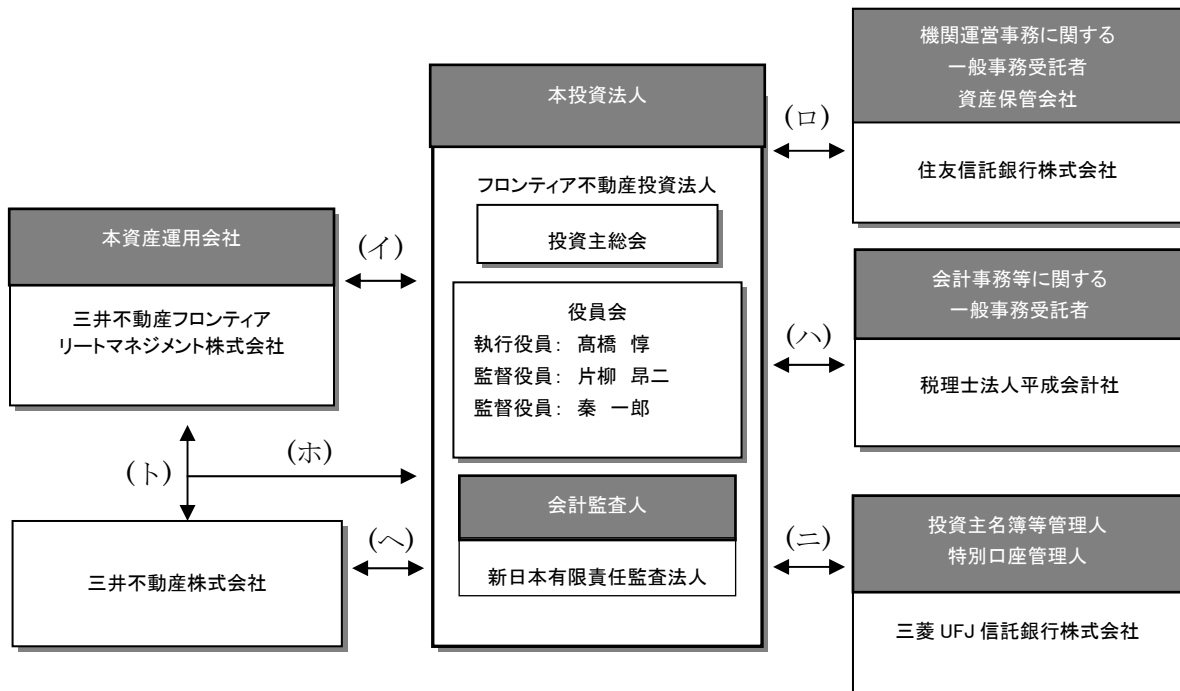 本資産運用会社
三井不動産フロンティア
リートマネジメント株式会社
(イ)
(ト)
(ホ)
三井不動産株式会社
(ヘ)
本投資法人
フロンティア不動産投資法人
投資主総会
役員会
執行役員: 髙橋 惇
監督役員: 片柳 昂二
監督役員: 秦 一郎
会計監査人
新日本有限責任監査法人
(ロ)
機関運営事務に関する
一般事務受託者
資産保管会社
住友信託銀行株式会社
(ハ)
会計事務等に関する
一般事務受託者
税理士法人平成会計社
(ニ)
投資主名簿等管理人
特別口座管理人
三菱 UFJ 信託銀行株式会社